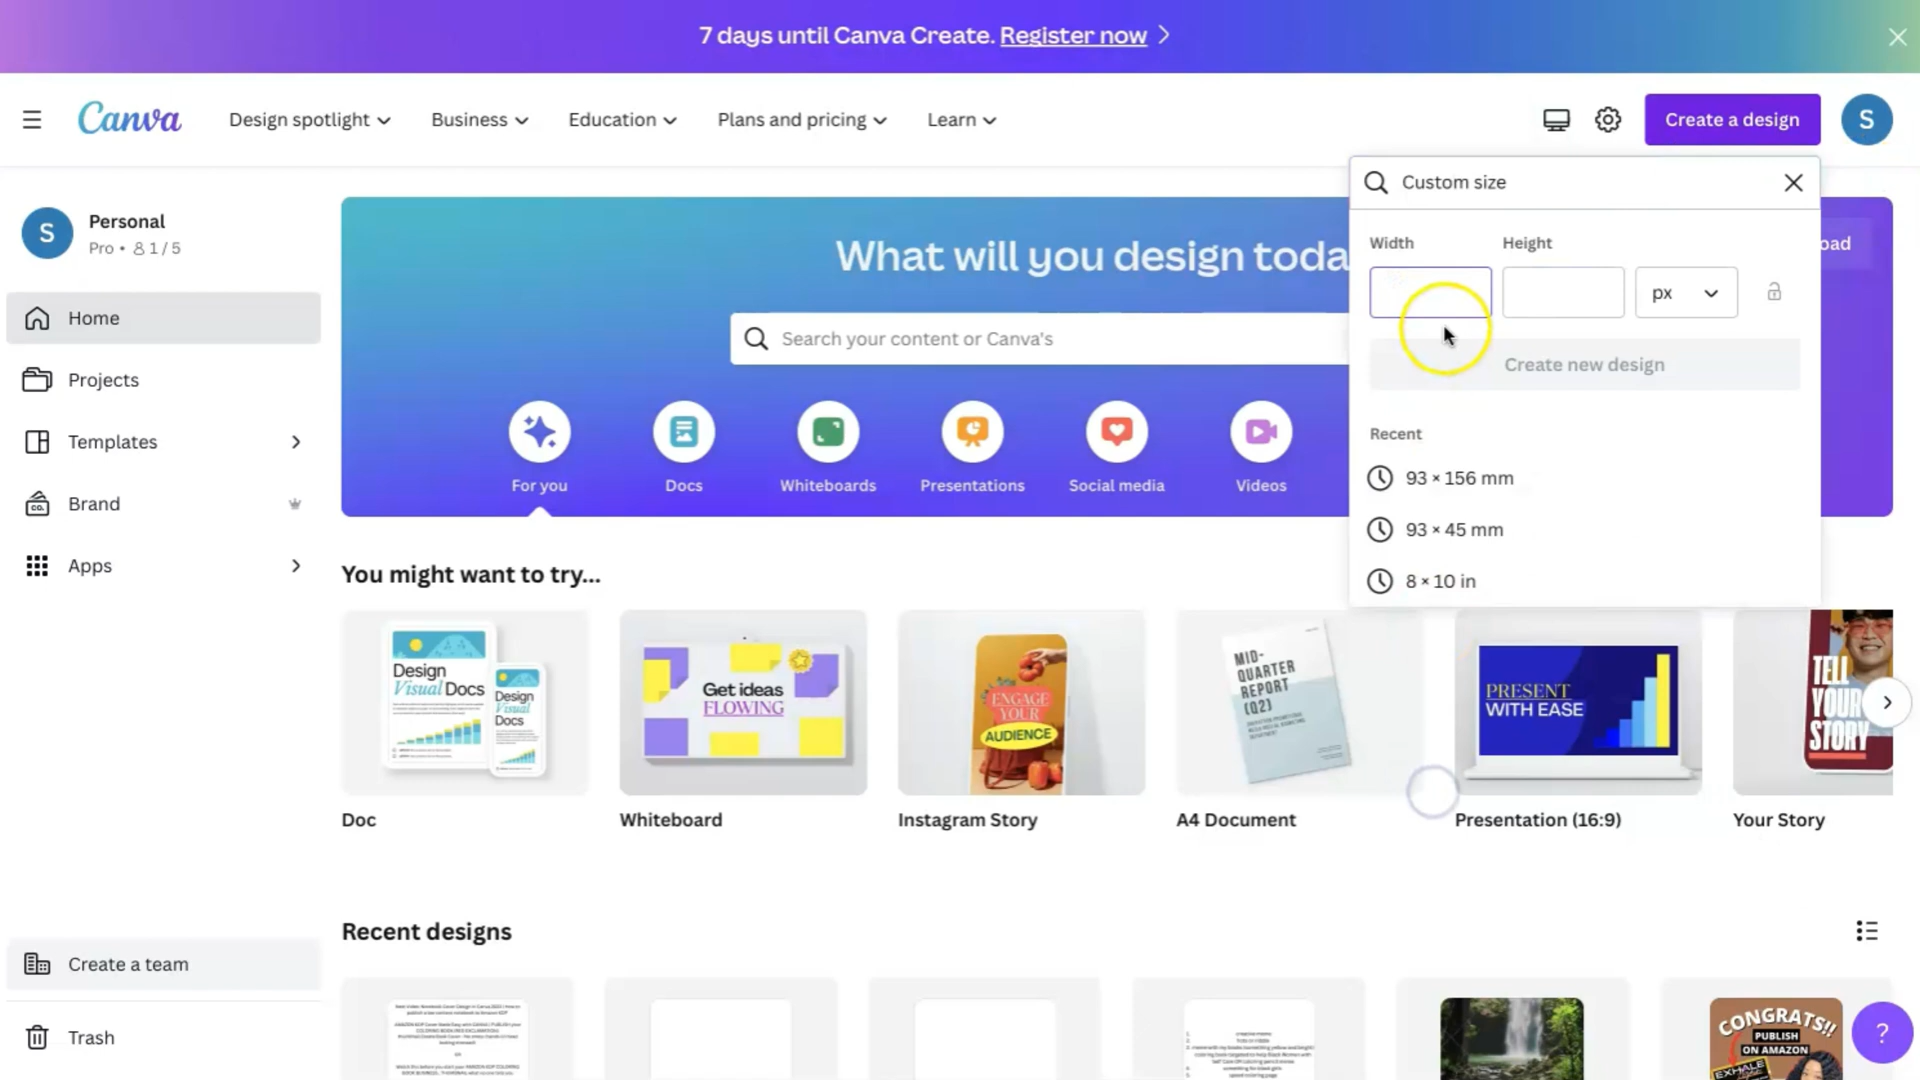 7 days until Canva Create. Register now
Canva
Design spotlight
Business
Education
Plans and pricing
Learn
Create a design
S
S
Personal
Pro • 1 / 5
Home
Projects
Templates
Brand
CO.
Apps
Create a team
Trash
What will you design toda
oad
Search your content or Canva's
For you
Docs
Whiteboards
Presentations
Social media
Videos
Custom size
Width
Height
px
Create new design
Recent
93 × 156 mm
93 × 45 mm
8 × 10 in
You might want to try...
Design
Visual Docs
Design
Visual
Docs
Get ideas
FLOWING
ENGAGE
YOUR
AUDIENCE
MID-
QUARTER
REPORT
(Q2)
PRESENT
WITH EASE
TELL
YOUR
STORY
Doc
Whiteboard
Instagram Story
A4 Document
Presentation (16:9)
Your Story
Recent designs
CONGRATS!!
PUBLISH
ON AMAZON
EXHALE
?